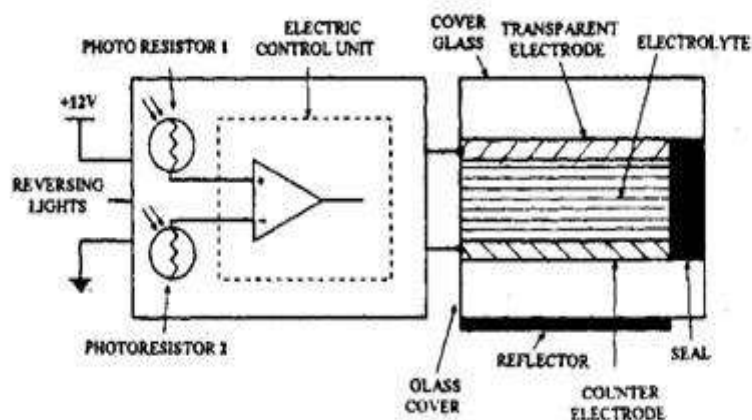 PHOTO RESISTOR 1
ELECTRIC
CONTROL UNIT
COVER
GLASS
TRANSPARENT
ELECTRODE
ELECTROLYTE
+12V
REVERSING
LIGHTS
+
−
PHOTORESISTOR 2
GLASS
COVER
REFLECTOR
COUNTER
ELECTRODE
SEAL